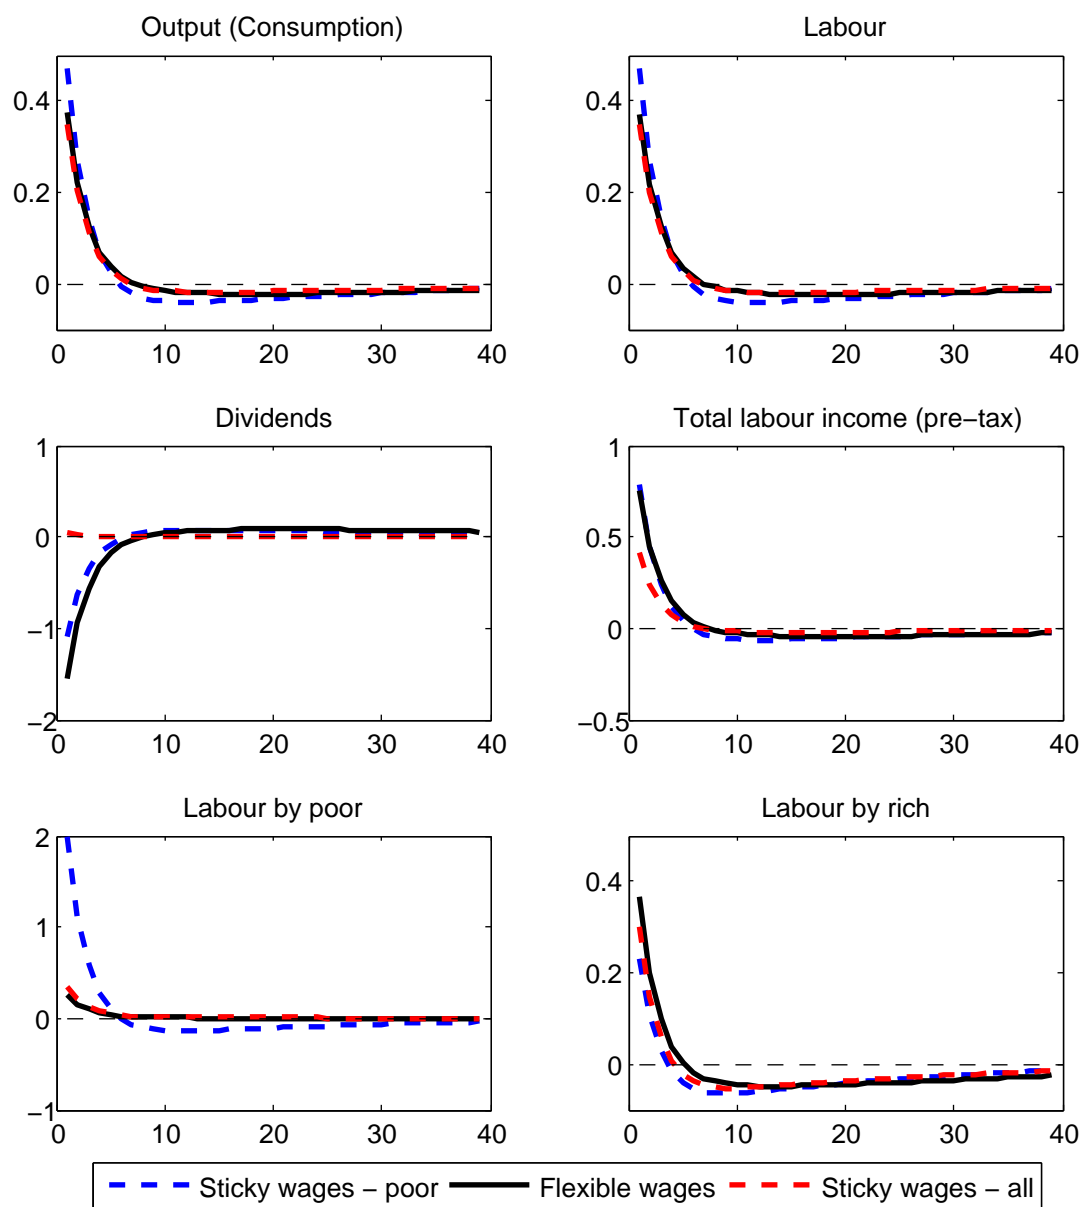 Output (Consumption)
0.4
0.2
0
0 10 20 30 40
Labour
0.4
0.2
0
0 10 20 30 40
Dividends
1
0
−1
−2
0 10 20 30 40
Total labour income (pre−tax)
1
0.5
0
−0.5
0 10 20 30 40
Labour by poor
2
1
0
−1
0 10 20 30 40
Labour by rich
0.4
0.2
0
0 10 20 30 40
Sticky wages − poor Flexible wages Sticky wages − all